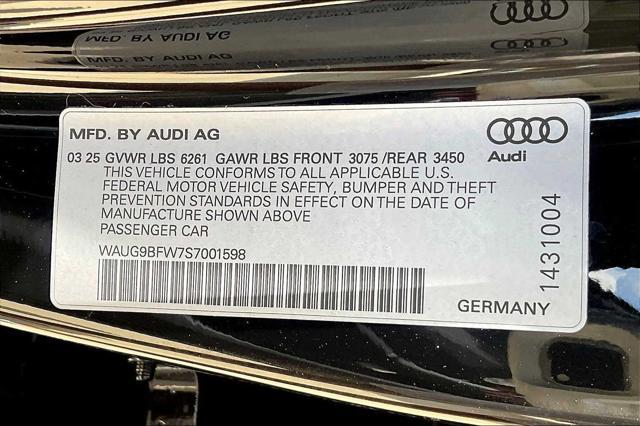 MFD. BY AUDI AG
MFD. BY AUDI AG
03 25 GVWR LBS 6261 GAWR LBS FRONT 3075 /REAR 3450
THIS VEHICLE CONFORMS TO ALL APPLICABLE U.S.
FEDERAL MOTOR VEHICLE SAFETY, BUMPER AND THEFT
PREVENTION STANDARDS IN EFFECT ON THE DATE OF
MANUFACTURE SHOWN ABOVE
PASSENGER CAR
WAUG9BFW7S7001598
Audi
1431004
GERMANY